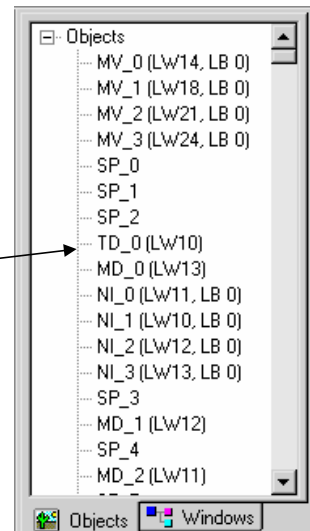 Objects
MV_0 (LW14, LB 0)
MV_1 (LW18, LB 0)
MV_2 (LW21, LB 0)
MV_3 (LW24, LB 0)
SP_0
SP_1
SP_2
TD_0 (LW10)
MD_0 (LW13)
NI_0 (LW11, LB 0)
NI_1 (LW10, LB 0)
NI_2 (LW12, LB 0)
NI_3 (LW13, LB 0)
SP_3
MD_1 (LW12)
SP_4
MD_2 (LW11)
Objects Windows